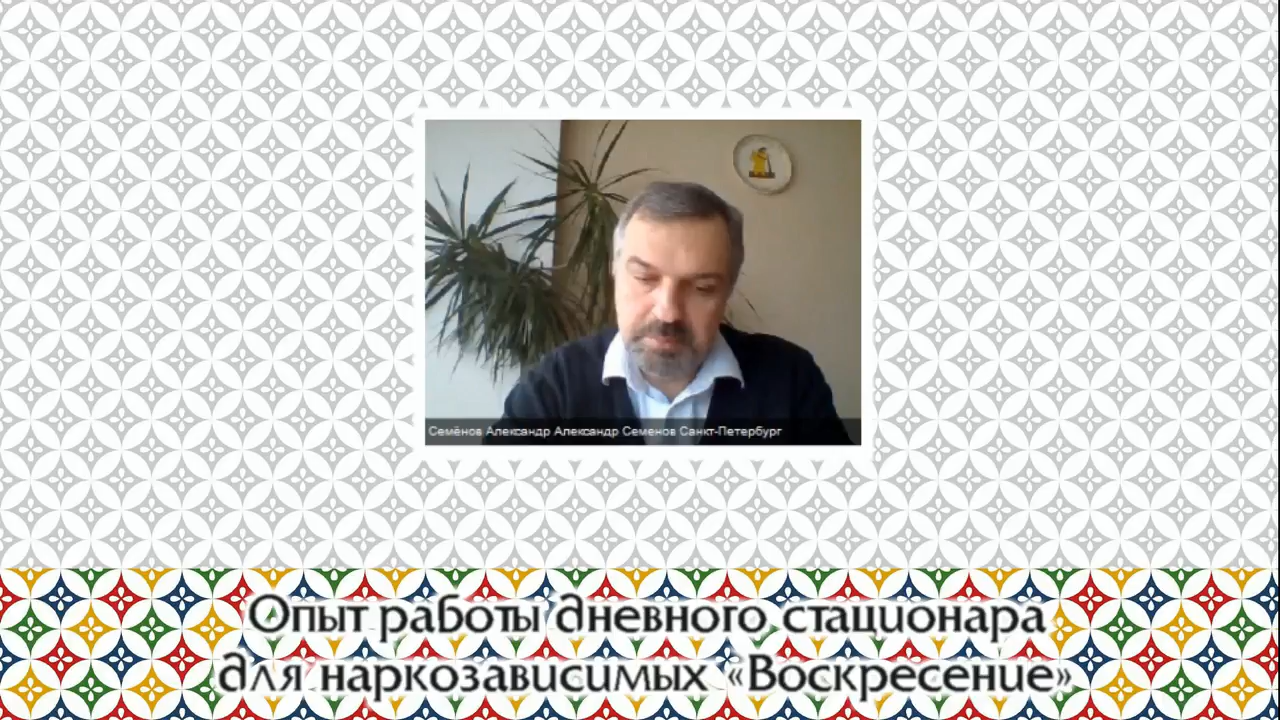 Семёнов Александр Александр Семенов Санкт-Петербург
Опыт работы дневного стационара
для наркозависимых «Воскресение»